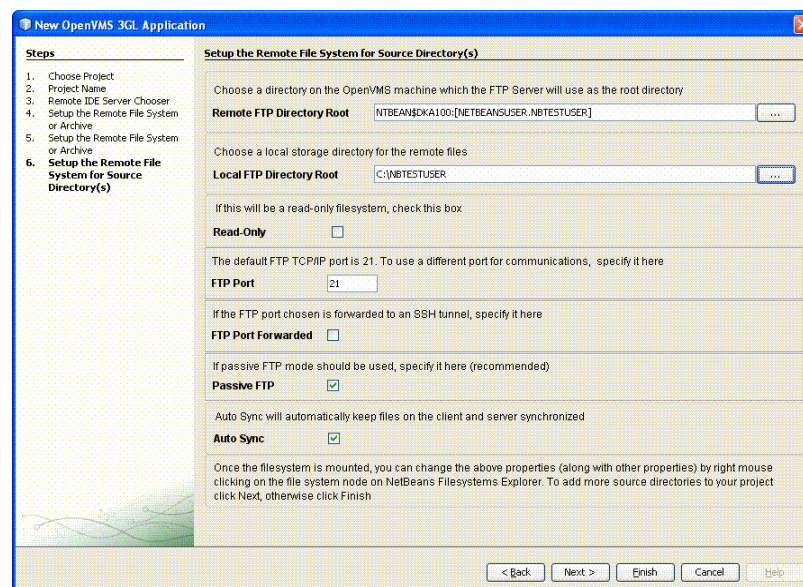 New OpenVMS 3GL Application
Steps
1. Choose Project
2. Project Name
3. Remote IDE Server Chooser
4. Setup the Remote File System
or Archive
5. Setup the Remote File System
or Archive
6. Setup the Remote File
System for Source
Directory(s)
Setup the Remote File System for Source Directory(s)
Choose a directory on the OpenVMS machine which the FTP Server will use as the root directory
Remote FTP Directory Root NTBEAN$DKA100:[NETBEANSUSER.NBTESTUSER] ...
Choose a local storage directory for the remote files
Local FTP Directory Root C:\NBTESTUSER ...
If this will be a read-only filesystem, check this box
Read-Only
The default FTP TCP/IP port is 21. To use a different port for communications, specify it here
FTP Port 21
If the FTP port chosen is forwarded to an SSH tunnel, specify it here
FTP Port Forwarded
If passive FTP mode should be used, specify it here (recommended)
Passive FTP
Auto Sync will automatically keep files on the client and server synchronized
Auto Sync
Once the filesystem is mounted, you can change the above properties (along with other properties) by right mouse
clicking on the file system node on NetBeans Filesystems Explorer. To add more source directories to your project
click Next, otherwise click Finish
< Back Next > Finish Cancel Help